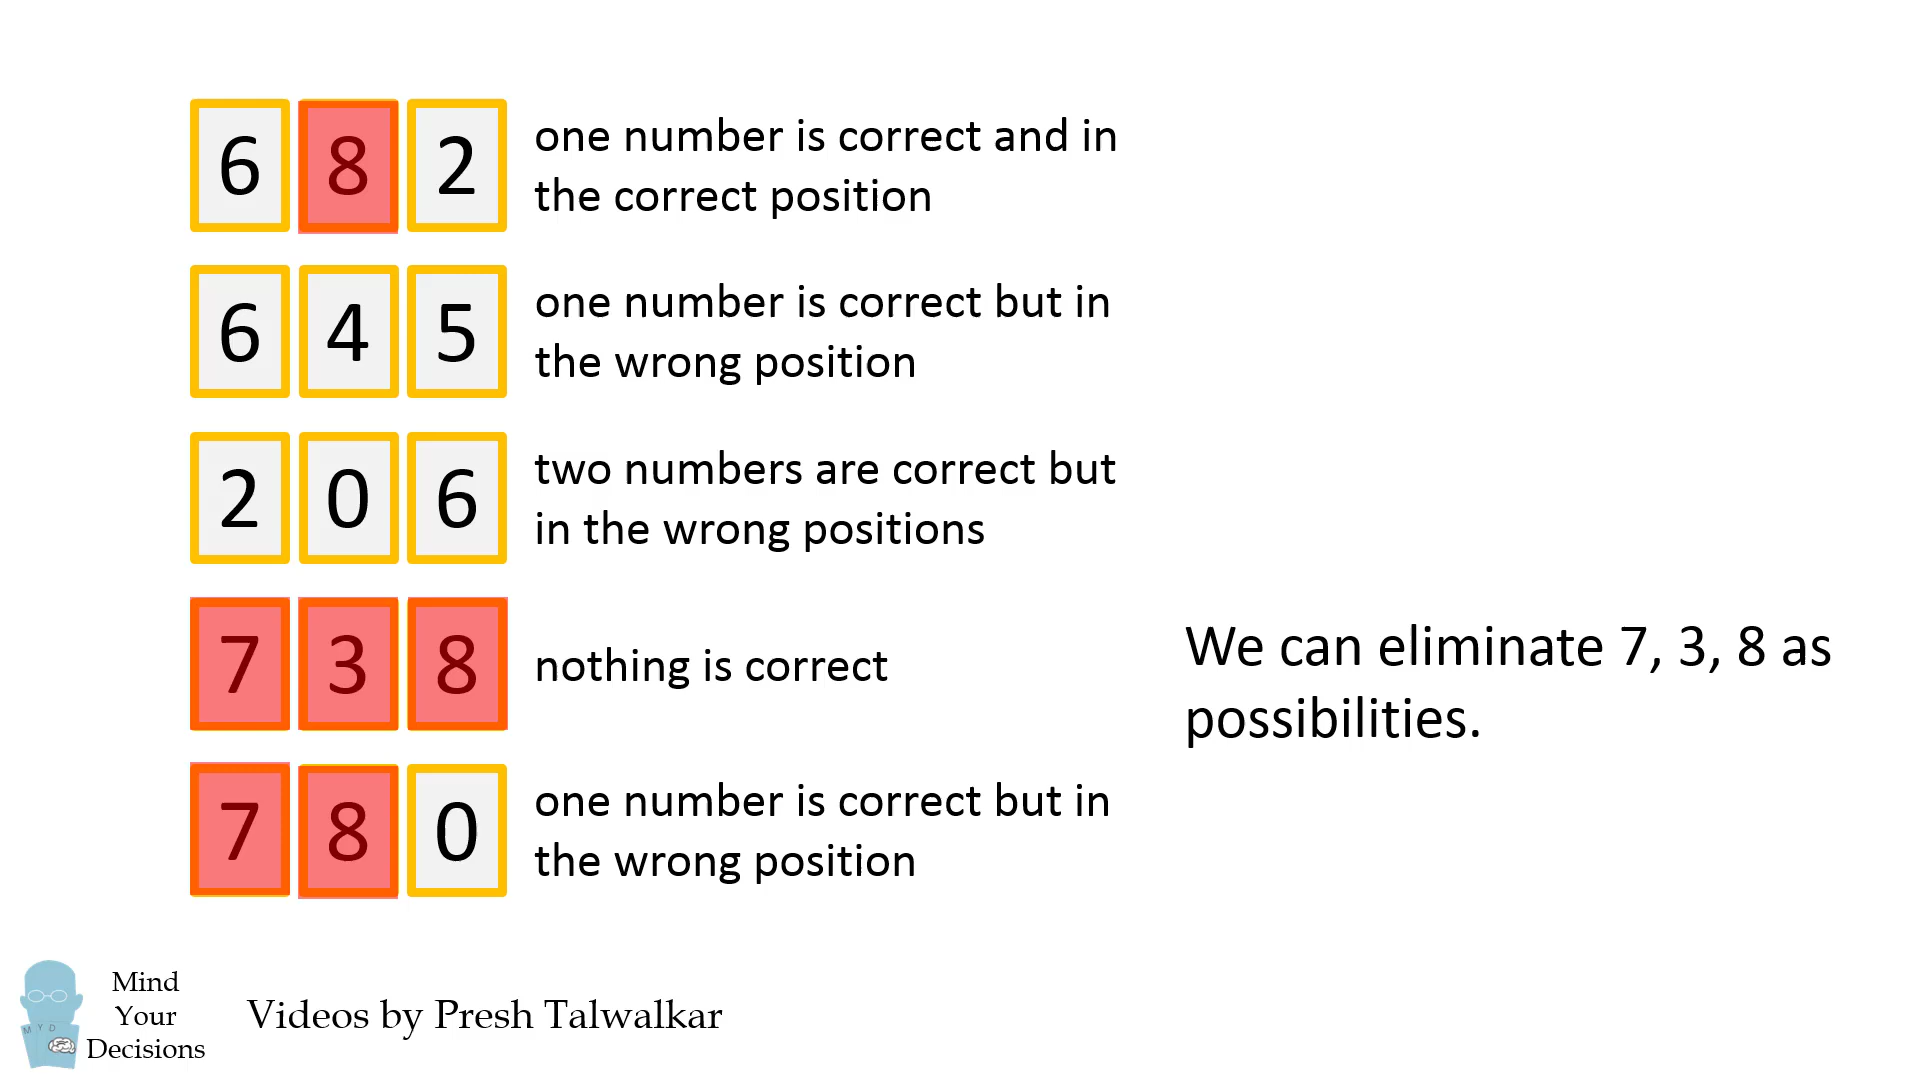 6 8 2
one number is correct and in
the correct position
6 4 5
one number is correct but in
the wrong position
2 0 6
two numbers are correct but
in the wrong positions
7 3 8
nothing is correct
We can eliminate 7, 3, 8 as
possibilities.
7 8 0
one number is correct but in
the wrong position
M Y D
Mind
Your
Decisions
Videos by Presh Talwalkar